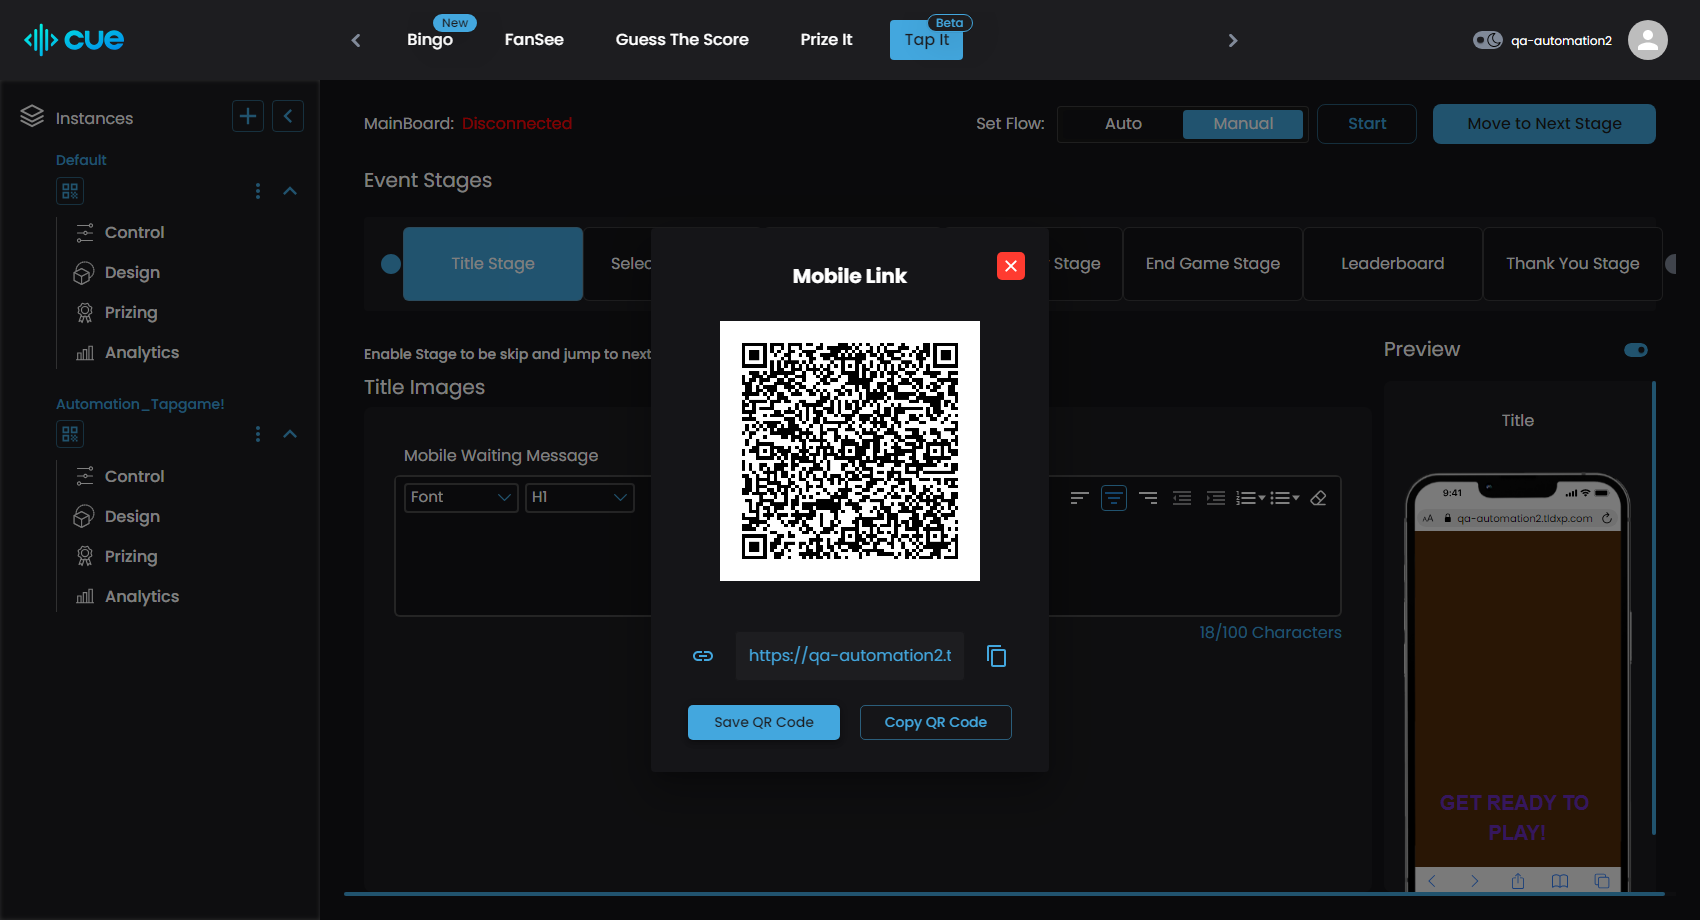 cue
New
Bingo
FanSee
Guess The Score
Prize It
Beta
Tap It
qa-automation2
Instances
Default
Control
Design
Prizing
Analytics
Automation_Tapgame!
Control
Design
Prizing
Analytics
MainBoard: Disconnected
Set Flow:
Auto
Manual
Start
Move to Next Stage
Event Stages
Title Stage
Selec
Stage
End Game Stage
Leaderboard
Thank You Stage
Enable Stage to be skip and jump to next
Title Images
Mobile Waiting Message
Font
H1
18/100 Characters
Mobile Link
https://qa-automation2.t
Save QR Code
Copy QR Code
Preview
Title
9:41
AA
qa-automation2.tldxp.com
GET READY TO
PLAY!